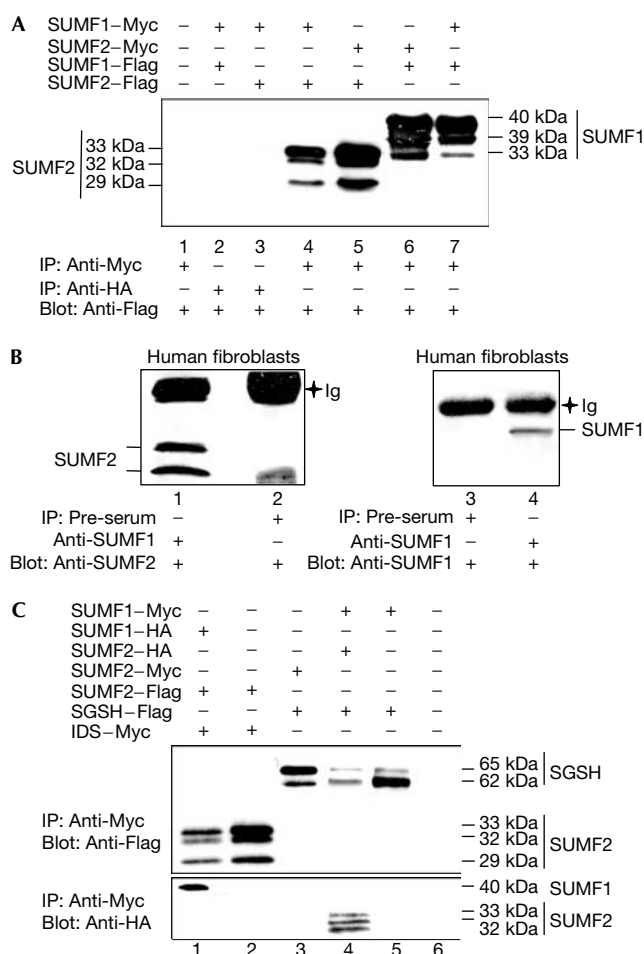 A
SUMF1–Myc – + + + – – +
SUMF2–Myc – – – – + + –
SUMF1–Flag – + – – – + +
SUMF2–Flag – – + + + – –
40 kDa
39 kDa
33 kDa
SUMF1
33 kDa
32 kDa
29 kDa
SUMF2
1 2 3 4 5 6 7
IP: Anti-Myc + – – + + + +
IP: Anti-HA – + + – – – –
Blot: Anti-Flag + + + + + + +
B
Human fibroblasts
Ig
SUMF2
1 2
IP: Pre-serum – +
Anti-SUMF1 + –
Blot: Anti-SUMF2 + +
Human fibroblasts
Ig
SUMF1
3 4
IP: Pre-serum + –
Anti-SUMF1 – +
Blot: Anti-SUMF1 + +
C
SUMF1–Myc – – – + + –
SUMF1–HA + – – – – –
SUMF2–HA – – – + – –
SUMF2–Myc – – + – – –
SUMF2–Flag + + – – – –
SGSH–Flag – – + + + –
IDS–Myc + + – – – –
65 kDa
62 kDa
SGSH
IP: Anti-Myc
Blot: Anti-Flag
33 kDa
32 kDa
29 kDa
SUMF2
IP: Anti-Myc
Blot: Anti-HA
40 kDa SUMF1
33 kDa
32 kDa
SUMF2
1 2 3 4 5 6